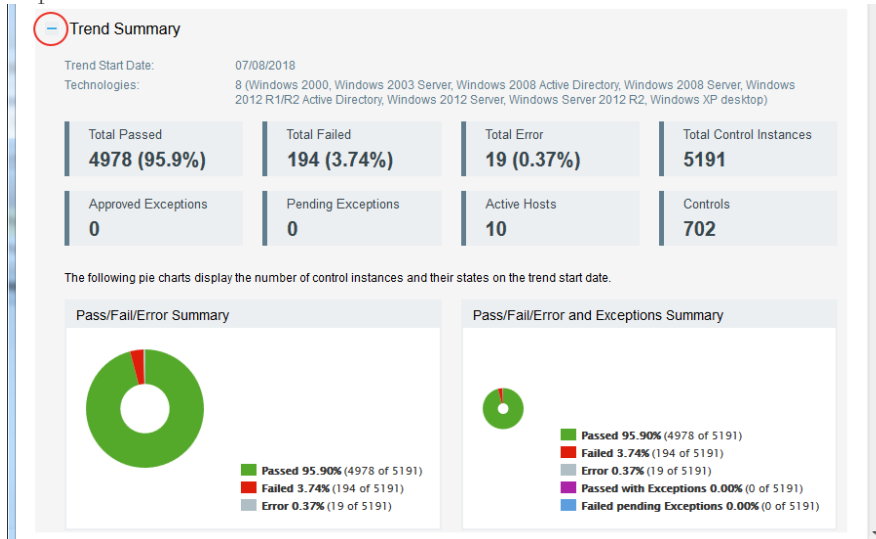 Trend Summary
Trend Start Date: 07/08/2018
Technologies: 8 (Windows 2000, Windows 2003 Server, Windows 2008 Active Directory, Windows 2008 Server, Windows
2012 R1/R2 Active Directory, Windows 2012 Server, Windows Server 2012 R2, Windows XP desktop)
Total Passed
4978 (95.9%)
Total Failed
194 (3.74%)
Total Error
19 (0.37%)
Total Control Instances
5191
Approved Exceptions
0
Pending Exceptions
0
Active Hosts
10
Controls
702
The following pie charts display the number of control instances and their states on the trend start date.
Pass/Fail/Error Summary
Passed 95.90% (4978 of 5191)
Failed 3.74% (194 of 5191)
Error 0.37% (19 of 5191)
Pass/Fail/Error and Exceptions Summary
Passed 95.90% (4978 of 5191)
Failed 3.74% (194 of 5191)
Error 0.37% (19 of 5191)
Passed with Exceptions 0.00% (0 of 5191)
Failed pending Exceptions 0.00% (0 of 5191)